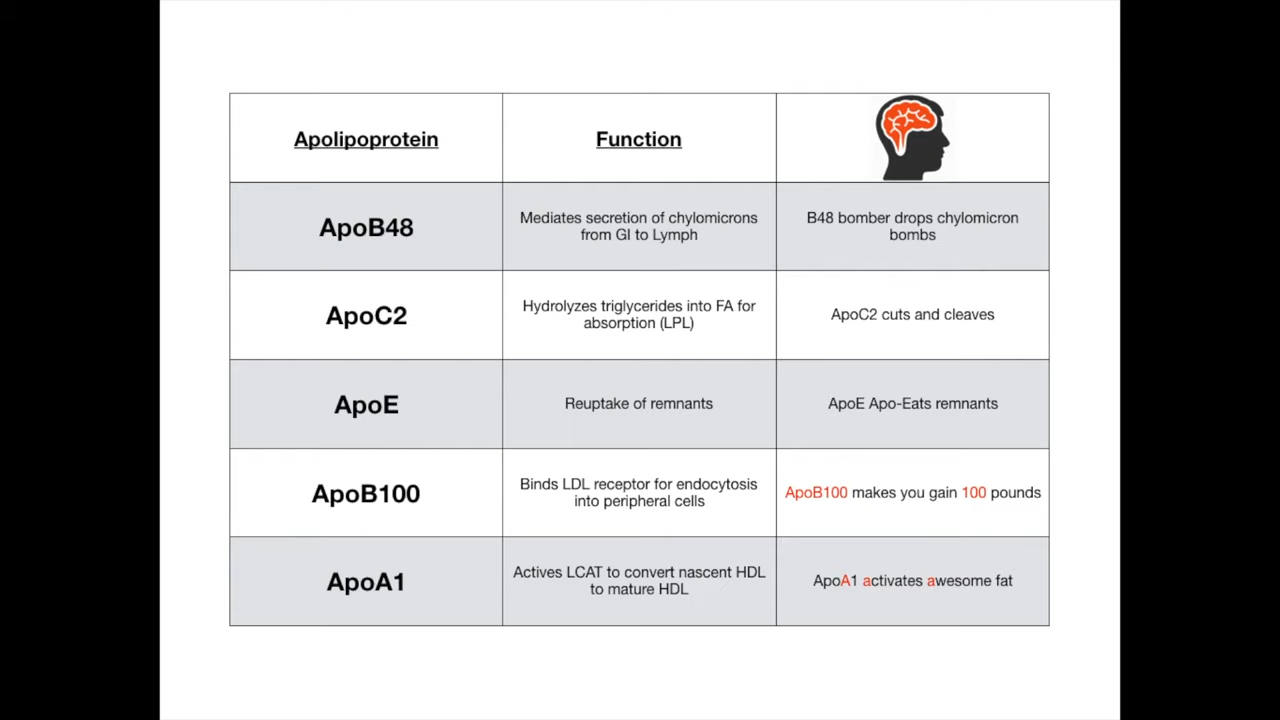 Apolipoprotein
Function
ApoB48
Mediates secretion of chylomicrons
from GI to Lymph
B48 bomber drops chylomicron
bombs
ApoC2
Hydrolyzes triglycerides into FA for
absorption (LPL)
ApoC2 cuts and cleaves
ApoE
Reuptake of remnants
ApoE Apo-Eats remnants
ApoB100
Binds LDL receptor for endocytosis
into peripheral cells
ApoB100 makes you gain 100 pounds
ApoA1
Actives LCAT to convert nascent HDL
to mature HDL
ApoA1 activates awesome fat